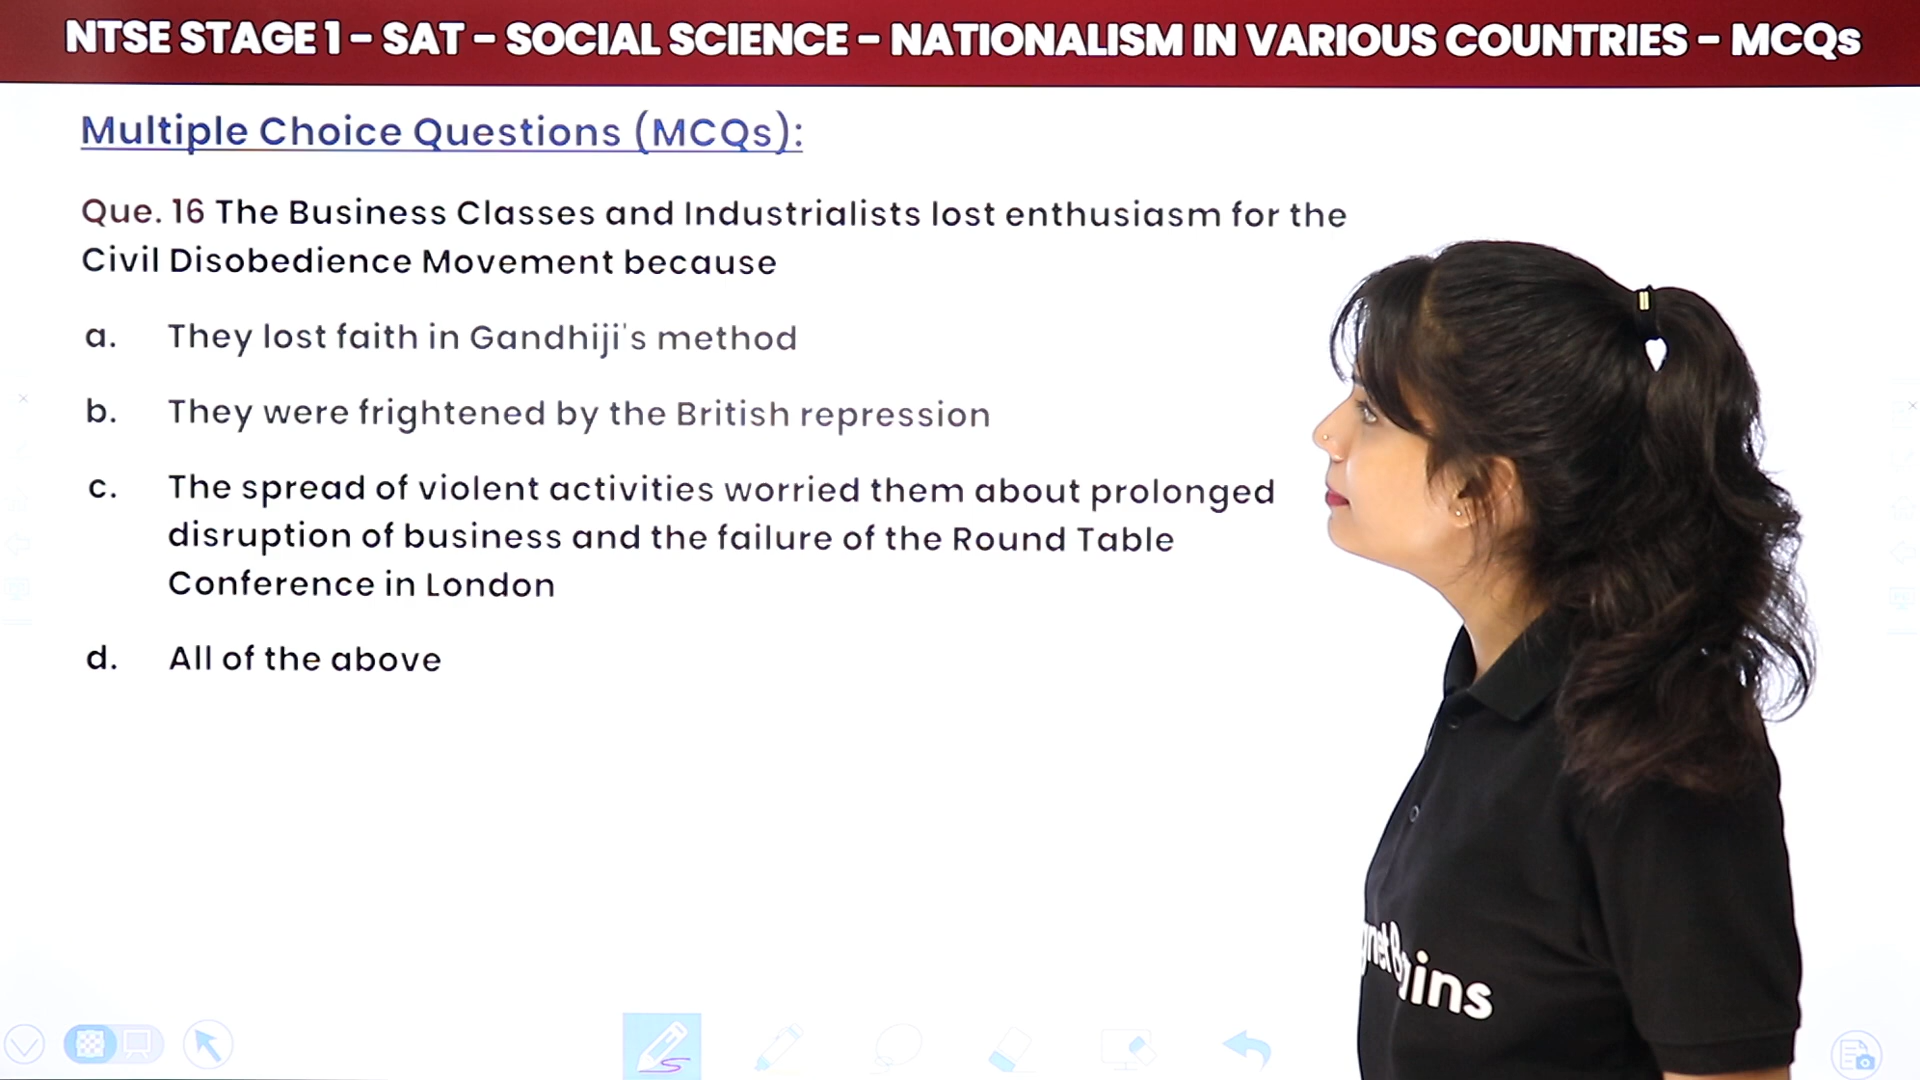 NTSE STAGE 1 – SAT – SOCIAL SCIENCE – NATIONALISM IN VARIOUS COUNTRIES – MCQs
Multiple Choice Questions (MCQs):
Que. 16 The Business Classes and Industrialists lost enthusiasm for the
Civil Disobedience Movement because
a. They lost faith in Gandhiji's method
b. They were frightened by the British repression
c. The spread of violent activities worried them about prolonged
disruption of business and the failure of the Round Table
Conference in London
d. All of the above
gnet Brains